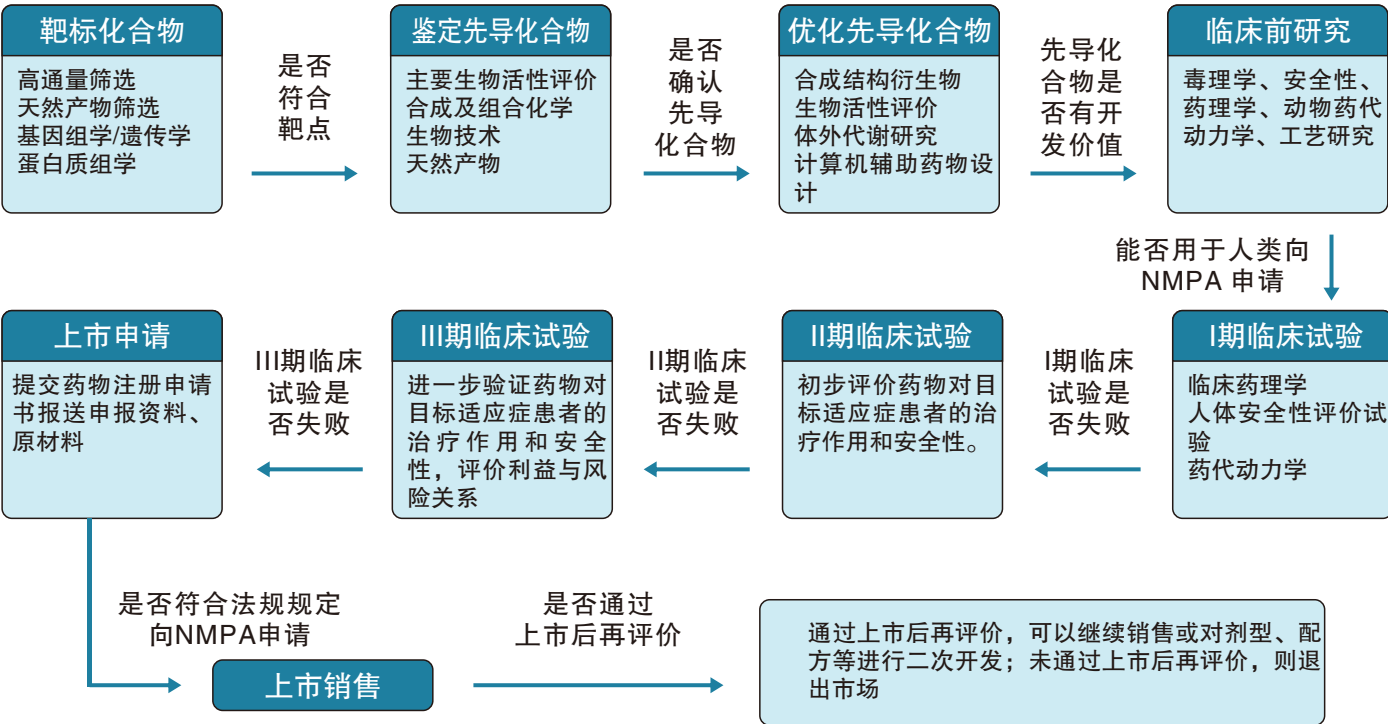 靶标化合物
高通量筛选
天然产物筛选
基因组学/遗传学
蛋白质组学
是否
符合
靶点
鉴定先导化合物
主要生物活性评价
合成及组合化学
生物技术
天然产物
是否
确认
先导
化合物
优化先导化合物
合成结构衍生物
生物活性评价
体外代谢研究
计算机辅助药物设
计
先导化
合物是
否有开
发价值
临床前研究
毒理学、安全性、
药理学、动物药代
动力学、工艺研究
能否用于人类向
NMPA 申请
I期临床试验
临床药理学
人体安全性评价试
验
药代动力学
I期临床
试验是
否失败
II期临床试验
初步评价药物对目
标适应症患者的治
疗作用和安全性。
II期临床
试验是
否失败
III期临床试验
进一步验证药物对
目标适应症患者的
治疗作用和安全
性，评价利益与风
险关系
III期临床
试验是
否失败
上市申请
提交药物注册申请
书报送申报资料、
原材料
是否符合法规规定
向NMPA申请
上市销售
是否通过
上市后再评价
通过上市后再评价，可以继续销售或对剂型、配
方等进行二次开发；未通过上市后再评价，则退
出市场